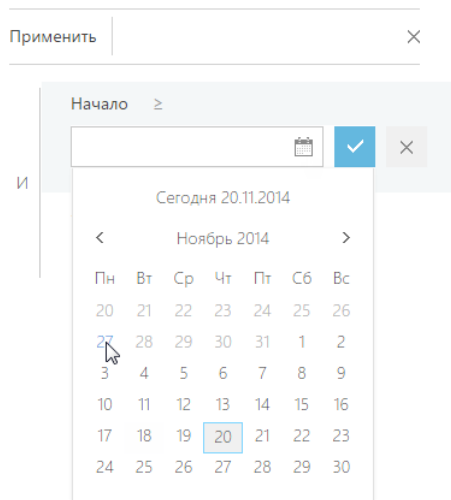 Применить
Начало ≥
И
Сегодня 20.11.2014
Ноябрь 2014
Пн Вт Ср Чт Пт Сб Вс
20 21 22 23 24 25 26
27 28 29 30 31 1 2
3 4 5 6 7 8 9
10 11 12 13 14 15 16
17 18 19 20 21 22 23
24 25 26 27 28 29 30